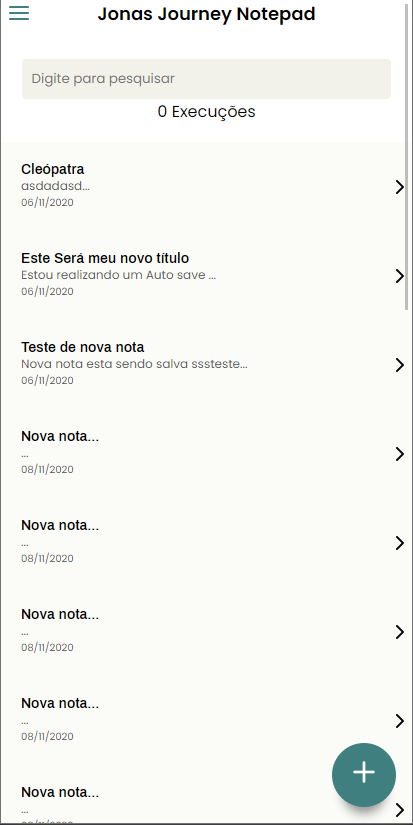 Jonas Journey Notepad
Digite para pesquisar
0 Execuções
Cleópatra
asdadasd...
06/11/2020
Este Será meu novo título
Estou realizando um Auto save ...
06/11/2020
Teste de nova nota
Nova nota esta sendo salva sssteste...
06/11/2020
Nova nota...
...
08/11/2020
Nova nota...
...
08/11/2020
Nova nota...
...
08/11/2020
Nova nota...
...
08/11/2020
Nova nota...
...